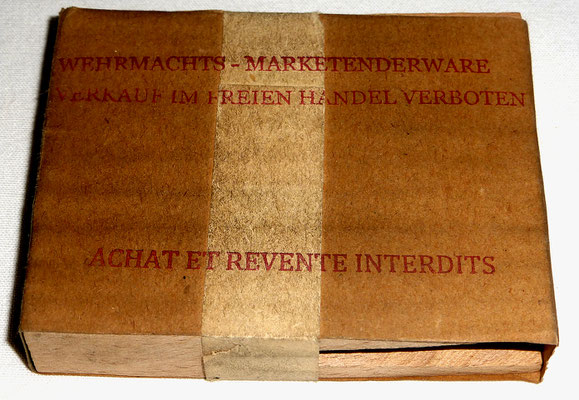 WEHRMACHTS - MARKETENDERWARE
VERKAUF IM FREIEN HANDEL VERBOTEN
ACHAT ET REVENTE INTERDITS